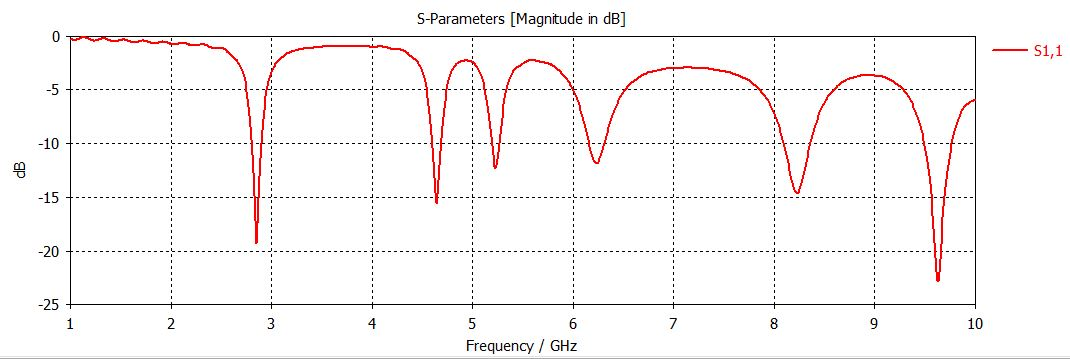 S-Parameters [Magnitude in dB]
S1,1
0
-5
-10
-15
-20
-25
dB
1 2 3 4 5 6 7 8 9 10
Frequency / GHz